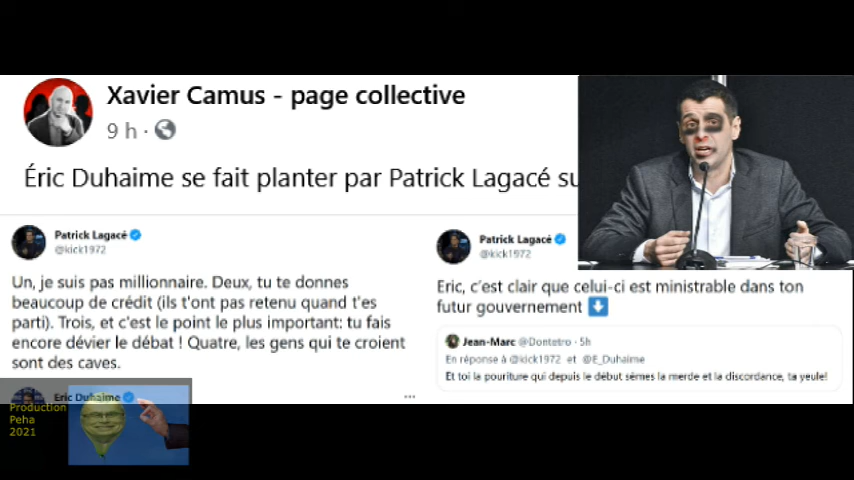 Xavier Camus - page collective
9 h ·
Éric Duhaime se fait planter par Patrick Lagacé su
Patrick Lagacé
@kick1972
Un, je suis pas millionnaire. Deux, tu te donnes
beaucoup de crédit (ils t'ont pas retenu quand t'es
parti). Trois, et c'est le point le plus important: tu fais
encore dévier le débat ! Quatre, les gens qui te croient
sont des caves.
Patrick Lagacé
@kick1972
Eric, c'est clair que celui-ci est ministrable dans ton
futur gouvernement
Jean-Marc @Dontetro · 5h
En réponse à @kick1972 et @E_Duhaime
Et toi la pouriture qui depuis le début sèmes la merde et la discordance, ta yeule!
Eric Duhaime
...
Production
Peha
2021